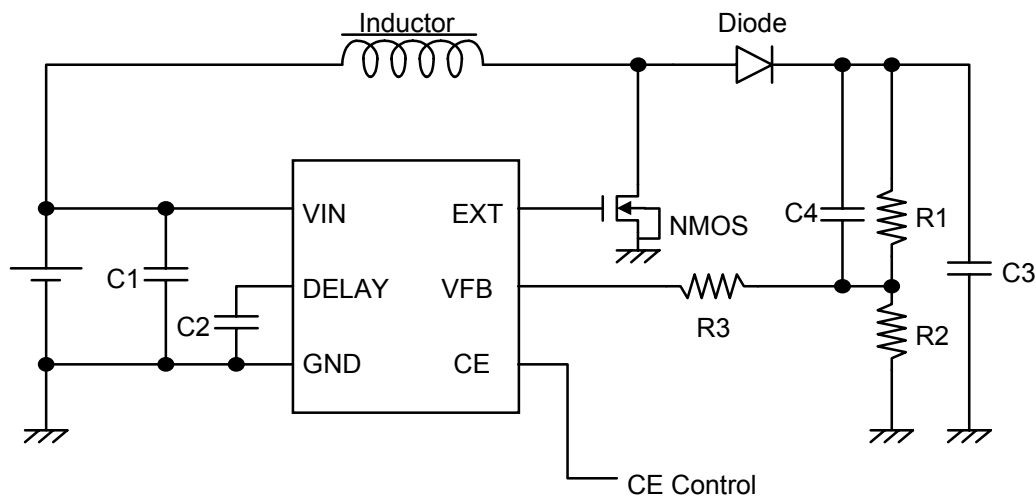 Inductor
Diode
VIN
EXT
NMOS
C4
R1
C1
DELAY
VFB
C3
C2
R3
R2
GND
CE
CE Control